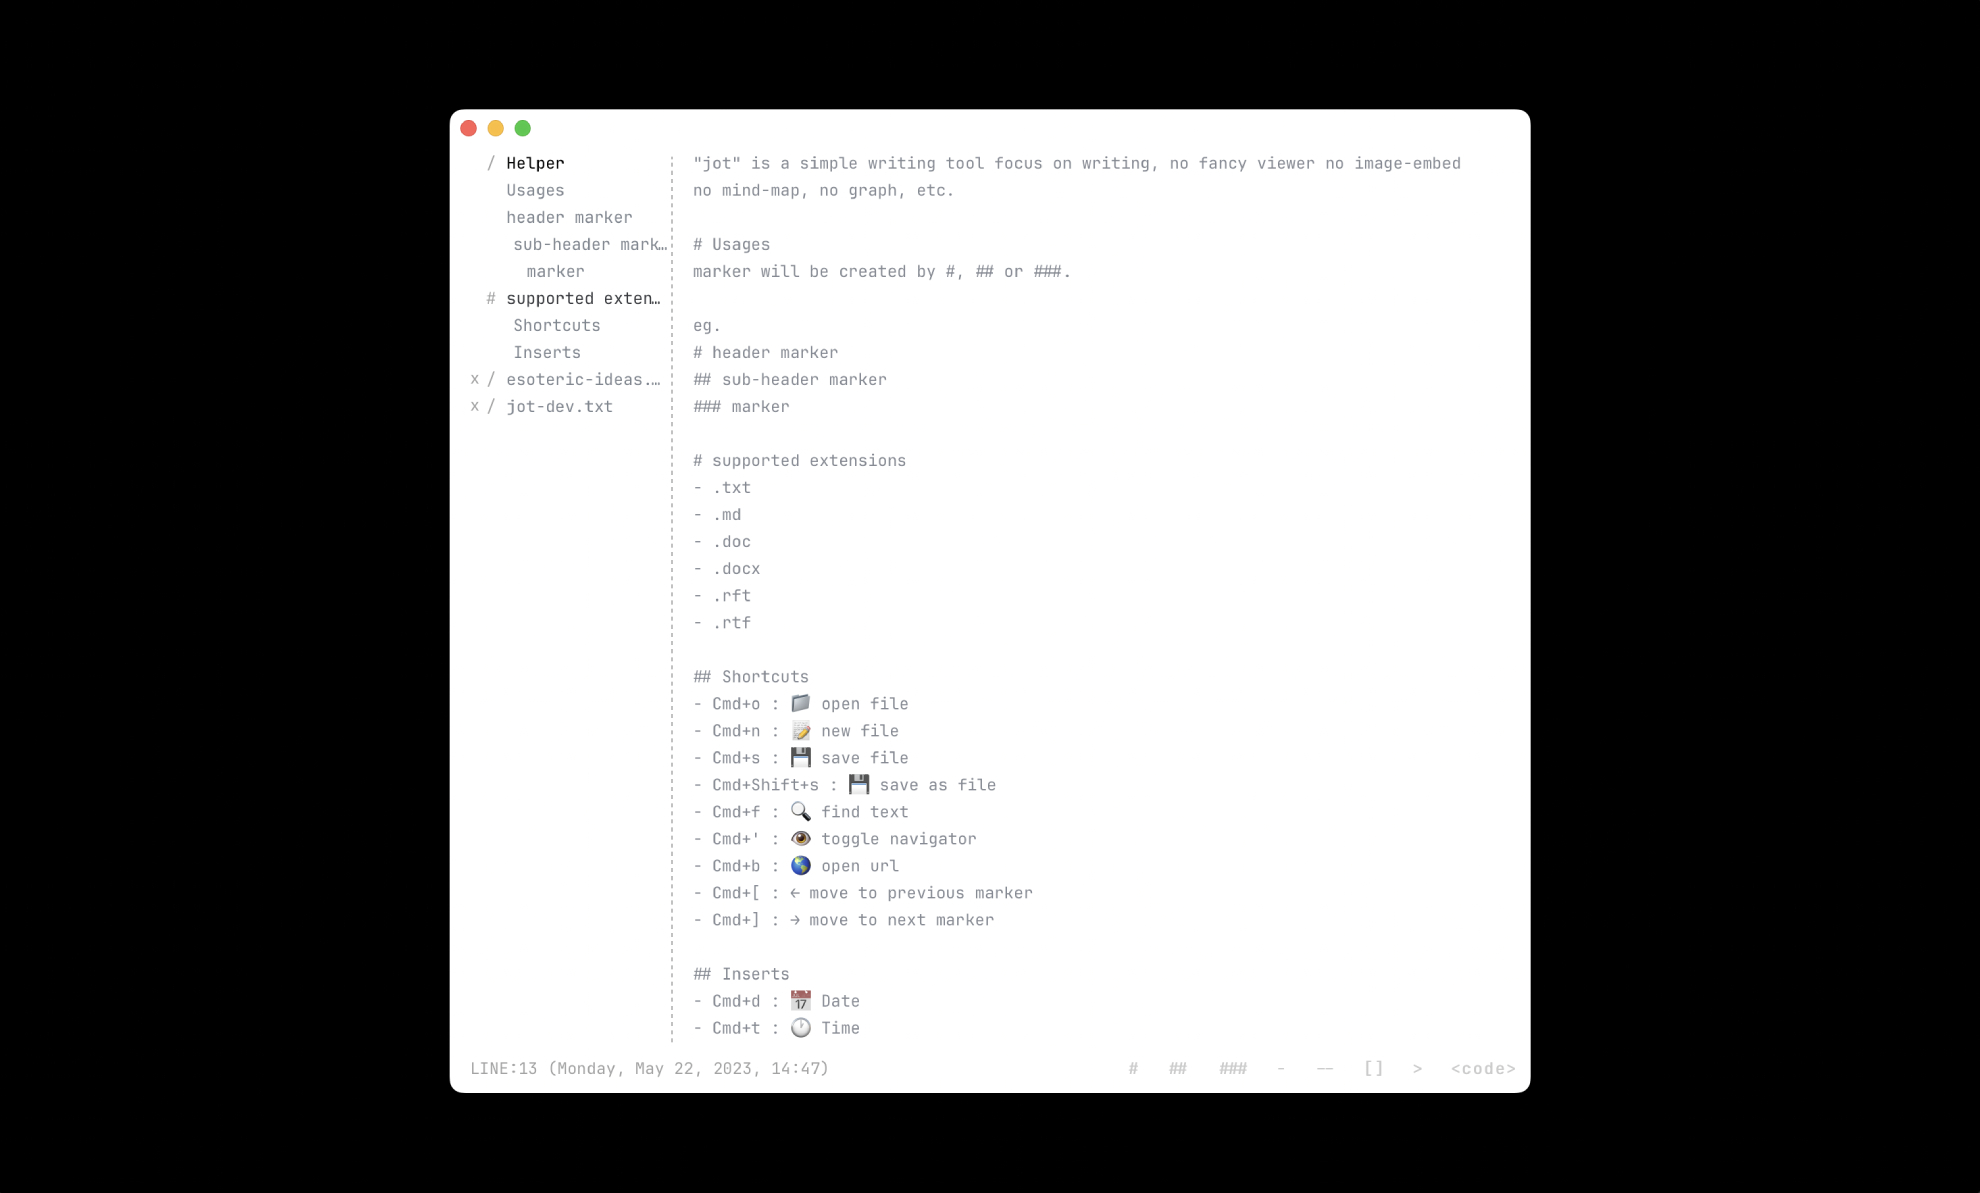 / Helper
Usages
header marker
sub-header mark…
marker
# supported exten…
Shortcuts
Inserts
x / esoteric-ideas.…
x / jot-dev.txt
"jot" is a simple writing tool focus on writing, no fancy viewer no image-embed
no mind-map, no graph, etc.
# Usages
marker will be created by #, ## or ###.
eg.
# header marker
## sub-header marker
### marker
# supported extensions
- .txt
- .md
- .doc
- .docx
- .rft
- .rtf
## Shortcuts
- Cmd+o : 📁 open file
- Cmd+n : 📝 new file
- Cmd+s : 💾 save file
- Cmd+Shift+s : 💾 save as file
- Cmd+f : 🔍 find text
- Cmd+' : 👁️ toggle navigator
- Cmd+b : 🌎 open url
- Cmd+[ : ← move to previous marker
- Cmd+] : → move to next marker
## Inserts
- Cmd+d : 📅 Date
- Cmd+t : 🕐 Time
LINE:13 (Monday, May 22, 2023, 14:47)
# ## ### - -- [] > <code>